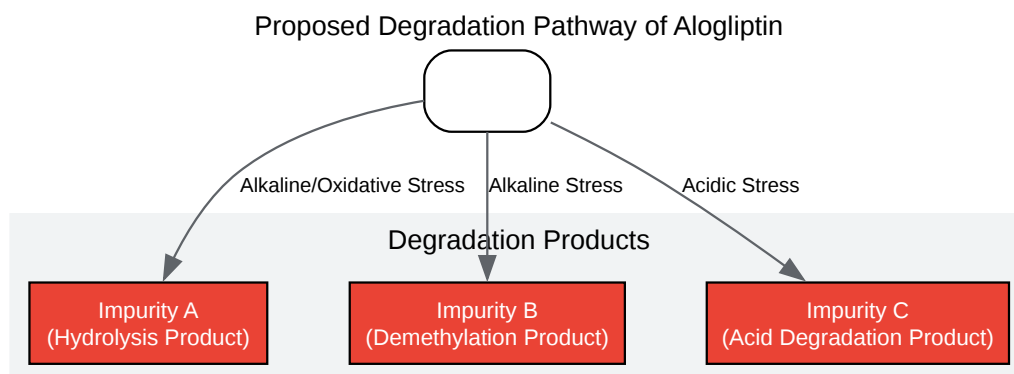 Proposed Degradation Pathway of Alogliptin
Alkaline/Oxidative Stress
Alkaline Stress
Acidic Stress
Degradation Products
Impurity A
(Hydrolysis Product)
Impurity B
(Demethylation Product)
Impurity C
(Acid Degradation Product)